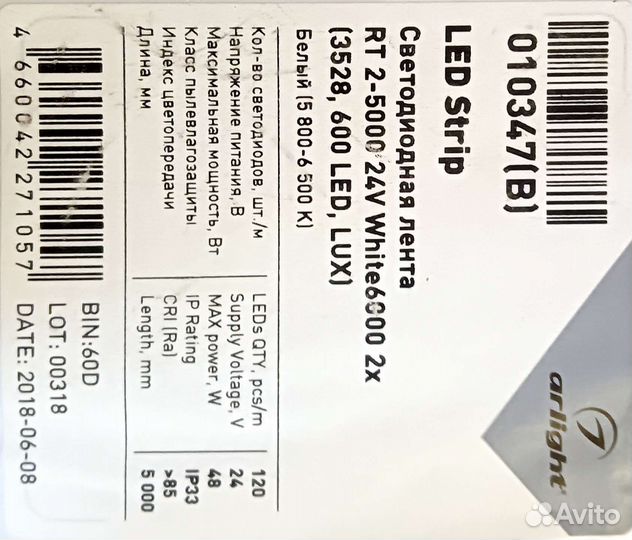 010347(B)
arlight
LED Strip
Светодиодная лента
RT 2-5000 24V White6000 2x
(3528, 600 LED, LUX)
Белый (5 800-6 500 K)
Кол-во светодиодов, шт./м LEDs QTY, pcs/m 120
Напряжение питания, В Supply Voltage, V 24
Максимальная мощность, Вт MAX power, W 48
Класс пылевлагозащиты IP Rating IP33
Индекс цветопередачи CRI (Ra) >85
Длина, мм Length, mm 5 000
4 660042 271057
BIN:60D
LOT: 00318
DATE: 2018-06-08
Avito